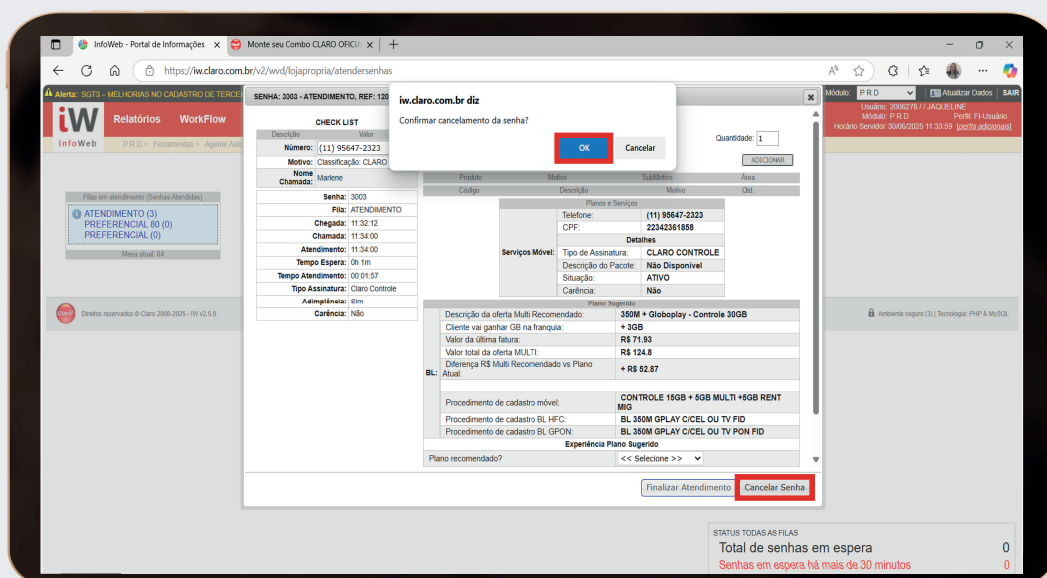 InfoWeb - Portal de Informações
Monte seu Combo CLARO OFICIA
https://iw.claro.com.br/v2/wvd/lojapropria/atendersenhas
Alerta: SGT3 – MELHORIAS NO CADASTRO DE TERCEI
SENHA: 3003 - ATENDIMENTO, REF: 120
Módulo: P R D
Atualizar Dados
SAIR
iW
InfoWeb
Relatórios WorkFlow
P R D > Ferramentas > Agente Auto
Usuário: 2006278 // JAQUELINE
Módulo: P R D Perfil: FI-Usuário
Horário Servidor: 30/06/2025 11:33:59 [perfis adicionais]
iw.claro.com.br diz
Confirmar cancelamento da senha?
OK
Cancelar
Filas em atendimento (Senhas Atendidas)
ATENDIMENTO (3)
PREFERENCIAL 80 (0)
PREFERENCIAL (0)
Mesa atual: 04
CHECK LIST
Descrição Valor
Número: (11) 95647-2323
Motivo: Classificação: CLARO
Nome Chamada: Marlene
Senha: 3003
Fila: ATENDIMENTO
Chegada: 11:32:12
Chamada: 11:34:00
Atendimento: 11:34:00
Tempo Espera: 0h 1m
Tempo Atendimento: 00:01:57
Tipo Assinatura: Claro Controle
Adimplência: Sim
Carência: Não
Quantidade: 1
ADICIONAR
Produto Motivo SubMotivo Área
Código Descrição Motivo Qtd.
Planos e Serviços
Serviços Móvel:
Telefone: (11) 95647-2323
CPF: 22342361858
Detalhes
Tipo de Assinatura: CLARO CONTROLE
Descrição do Pacote: Não Disponível
Situação: ATIVO
Carência: Não
Plano Sugerido
BL:
Descrição da oferta Multi Recomendado: 350M + Globoplay - Controle 30GB
Cliente vai ganhar GB na franquia: + 3GB
Valor da última fatura: R$ 71.93
Valor total da oferta MULTI: R$ 124.8
Diferença R$ Multi Recomendado vs Plano Atual: + R$ 52.87
Procedimento de cadastro móvel: CONTROLE 15GB + 5GB MULTI +5GB RENT MIG
Procedimento de cadastro BL HFC: BL 350M GPLAY C/CEL OU TV FID
Procedimento de cadastro BL GPON: BL 350M GPLAY C/CEL OU TV PON FID
Experiência Plano Sugerido
Plano recomendado? << Selecione >>
Finalizar Atendimento
Cancelar Senha
Claro
Direitos reservados © Claro 2008-2025 - IW v2.5.0
Ambiente seguro (3) | Tecnologia: PHP & MySQL
STATUS TODAS AS FILAS
Total de senhas em espera 0
Senhas em espera há mais de 30 minutos 0